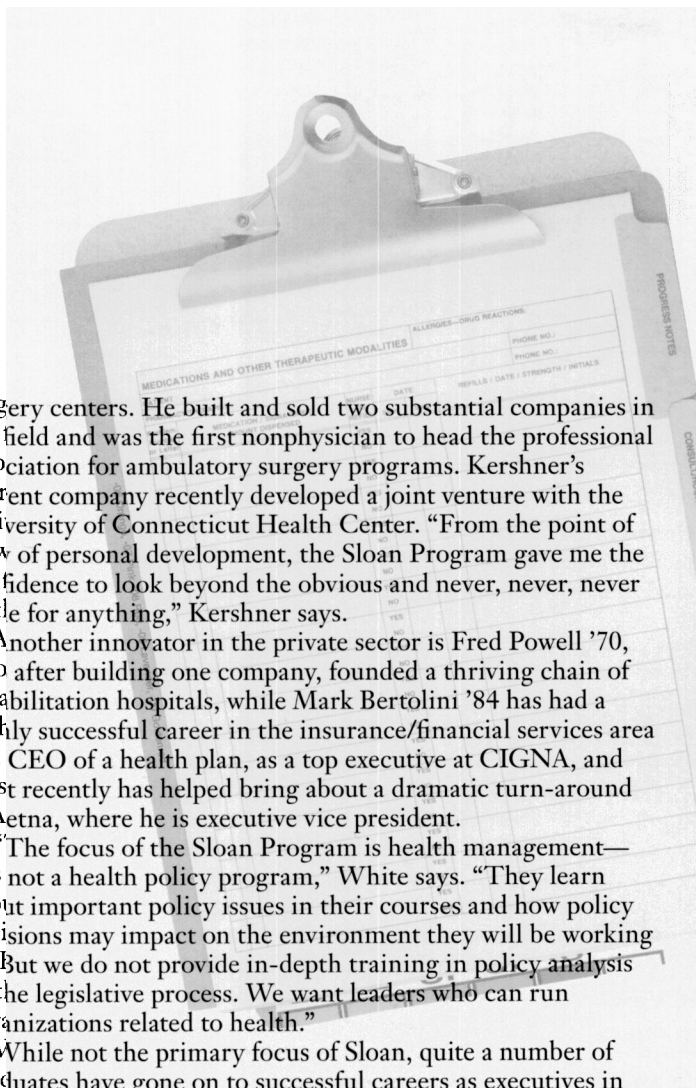 PROGRESS NOTES
ALLERGIES—DRUG REACTIONS:
PHONE NO.:
PHONE NO.:
MEDICATIONS AND OTHER THERAPEUTIC MODALITIES
REFILLS / DATE / STRENGTH / INITIALS
DATE
NURSE
gery centers. He built and sold two substantial companies in
field and was the first nonphysician to head the professional
ociation for ambulatory surgery programs. Kershner’s
rent company recently developed a joint venture with the
iversity of Connecticut Health Center. “From the point of
w of personal development, the Sloan Program gave me the
fidence to look beyond the obvious and never, never, never
le for anything,” Kershner says.
Another innovator in the private sector is Fred Powell ’70,
o after building one company, founded a thriving chain of
abilitation hospitals, while Mark Bertolini ’84 has had a
hly successful career in the insurance/financial services area
CEO of a health plan, as a top executive at CIGNA, and
st recently has helped bring about a dramatic turn-around
Aetna, where he is executive vice president.
“The focus of the Sloan Program is health management—
not a health policy program,” White says. “They learn
ut important policy issues in their courses and how policy
isions may impact on the environment they will be working
But we do not provide in-depth training in policy analysis
he legislative process. We want leaders who can run
anizations related to health.”
While not the primary focus of Sloan, quite a number of
duates have gone on to successful careers as executives in